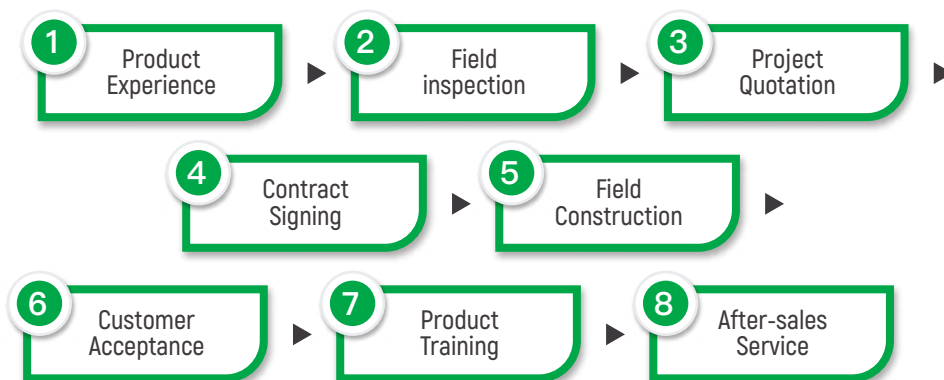 1
Product
Experience
2
Field
inspection
3
Project
Quotation
4
Contract
Signing
5
Field
Construction
6
Customer
Acceptance
7
Product
Training
8
After-sales
Service